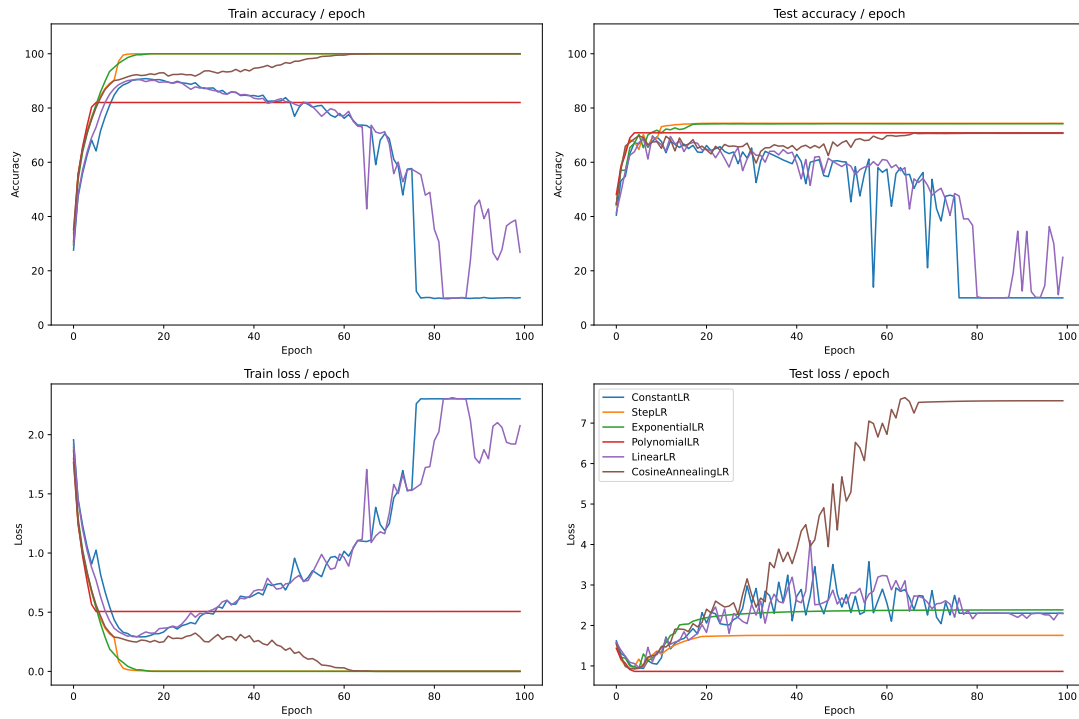 Train accuracy / epoch
100
80
60
40
20
0
Accuracy
0 20 40 60 80 100
Epoch
Test accuracy / epoch
100
80
60
40
20
0
Accuracy
0 20 40 60 80 100
Epoch
Train loss / epoch
2.0
1.5
1.0
0.5
0.0
Loss
0 20 40 60 80 100
Epoch
Test loss / epoch
7
6
5
4
3
2
1
Loss
ConstantLR
StepLR
ExponentialLR
PolynomialLR
LinearLR
CosineAnnealingLR
0 20 40 60 80 100
Epoch